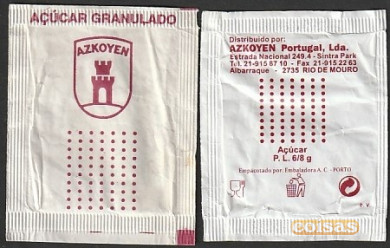 AÇÚCAR GRANULADO
AZKOYEN
Distribuido por:
AZKOYEN Portugal, Lda.
Estrada Nacional 249.4 - Sintra Park
Tel. 21-915 67 10 - Fax 21-915 22 63
Albarraque - 2735 RIO DE MOURO
Açúcar
P. L. 6/8 g
Empacotado por: Embaladora A, C - PORTO
P V
coisas